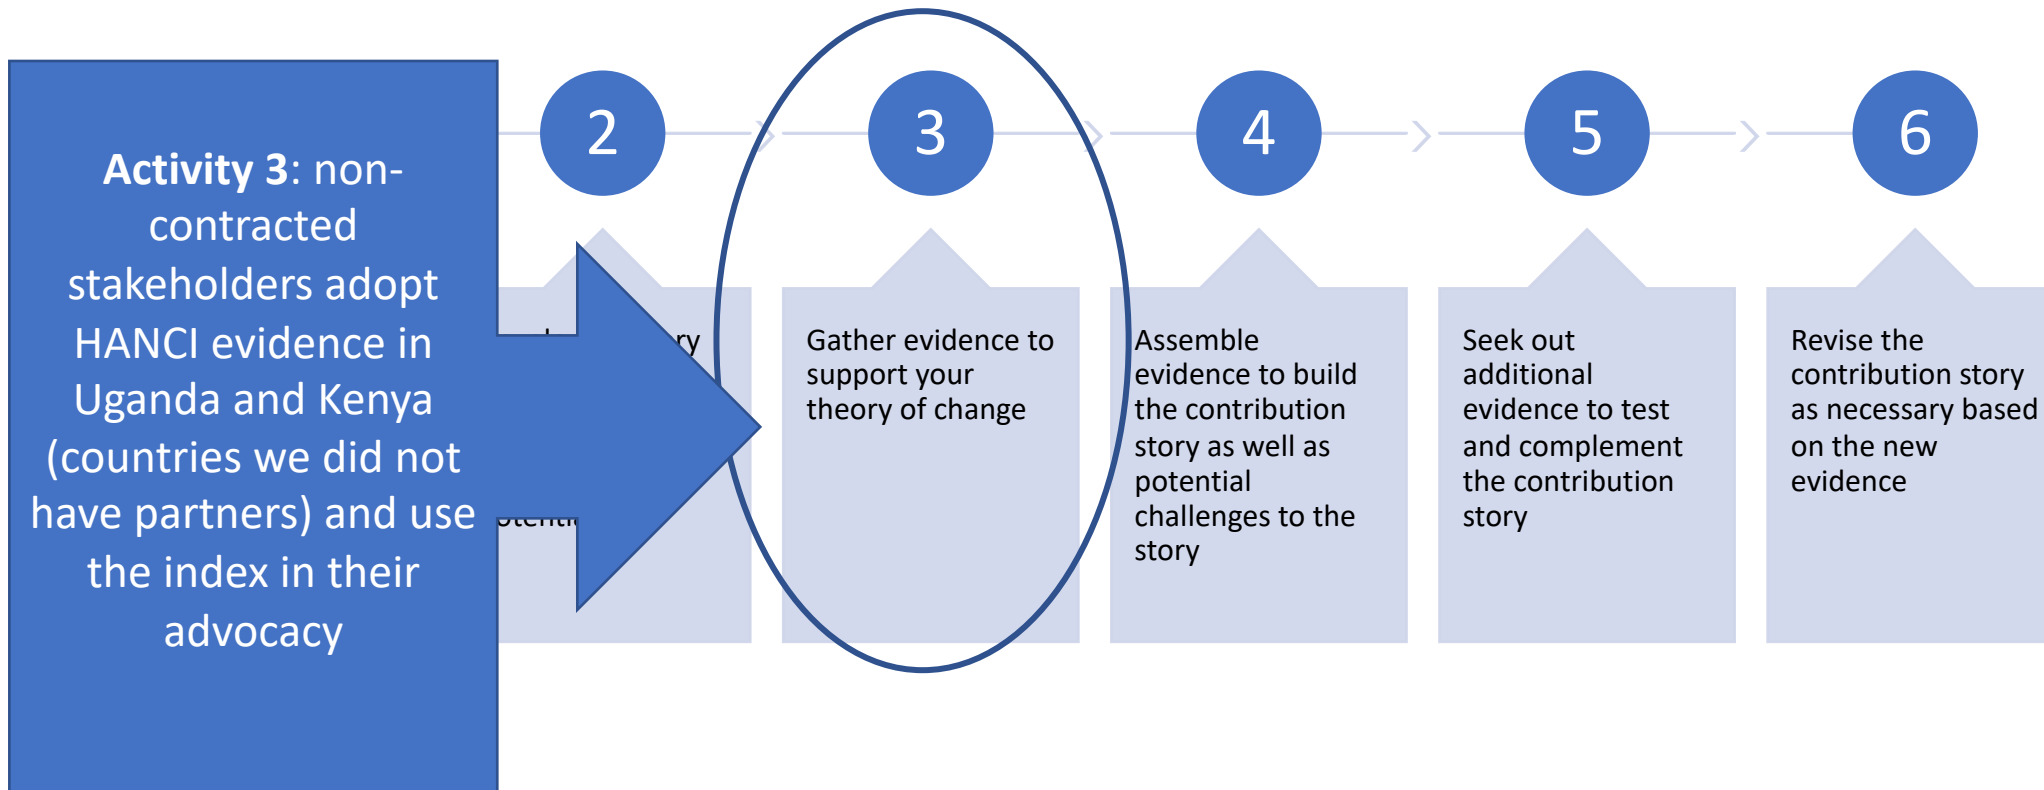 Activity 3: non-
contracted
stakeholders adopt
HANCI evidence in
Uganda and Kenya
(countries we did not
have partners) and use
the index in their
advocacy
2
3
Gather evidence to
support your
theory of change
4
Assemble
evidence to build
the contribution
story as well as
potential
challenges to the
story
5
Seek out
additional
evidence to test
and complement
the contribution
story
6
Revise the
contribution story
as necessary based
on the new
evidence